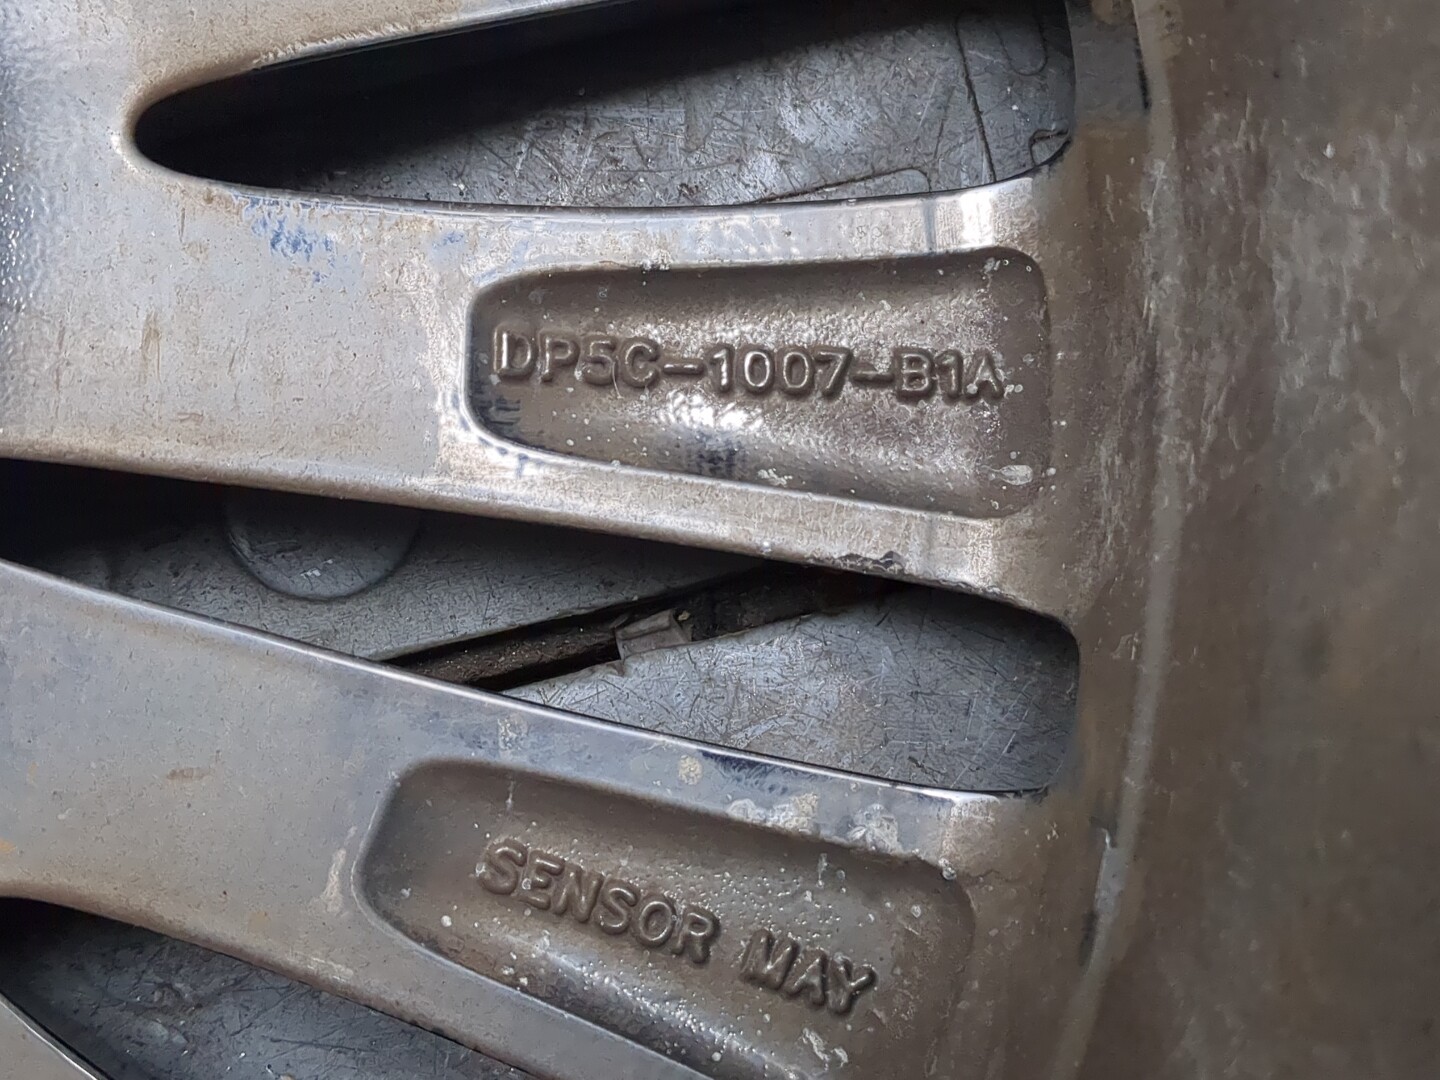 DP5C-1007-B1A
SENSOR MAY